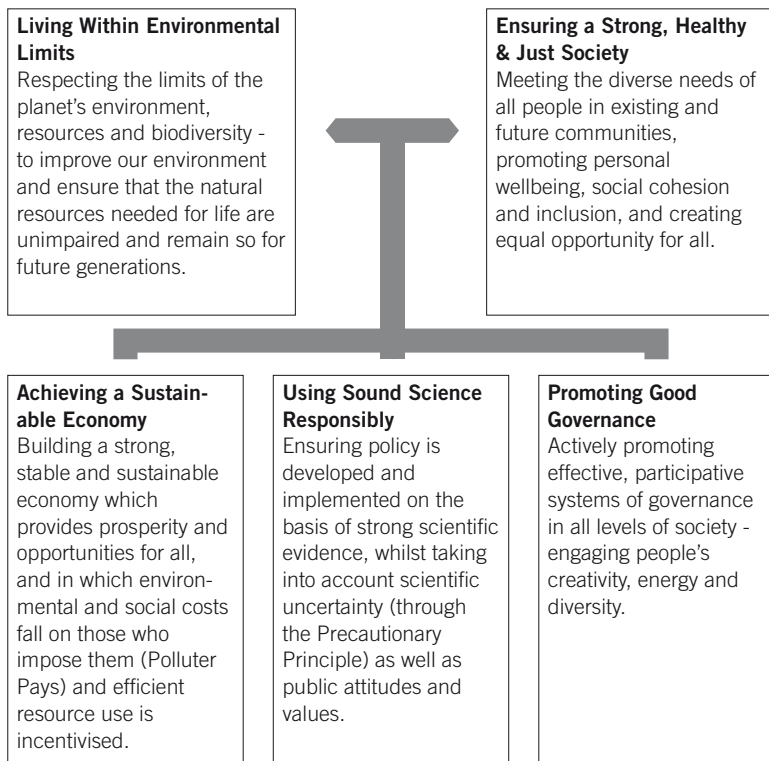 Living Within Environmental
Limits
Respecting the limits of the
planet’s environment,
resources and biodiversity -
to improve our environment
and ensure that the natural
resources needed for life are
unimpaired and remain so for
future generations.
Ensuring a Strong, Healthy
& Just Society
Meeting the diverse needs of
all people in existing and
future communities,
promoting personal
wellbeing, social cohesion
and inclusion, and creating
equal opportunity for all.
Achieving a Sustain-
able Economy
Building a strong,
stable and sustainable
economy which
provides prosperity and
opportunities for all,
and in which environ-
mental and social costs
fall on those who
impose them (Polluter
Pays) and efficient
resource use is
incentivised.
Using Sound Science
Responsibly
Ensuring policy is
developed and
implemented on the
basis of strong scientific
evidence, whilst taking
into account scientific
uncertainty (through
the Precautionary
Principle) as well as
public attitudes and
values.
Promoting Good
Governance
Actively promoting
effective, participative
systems of governance
in all levels of society -
engaging people’s
creativity, energy and
diversity.